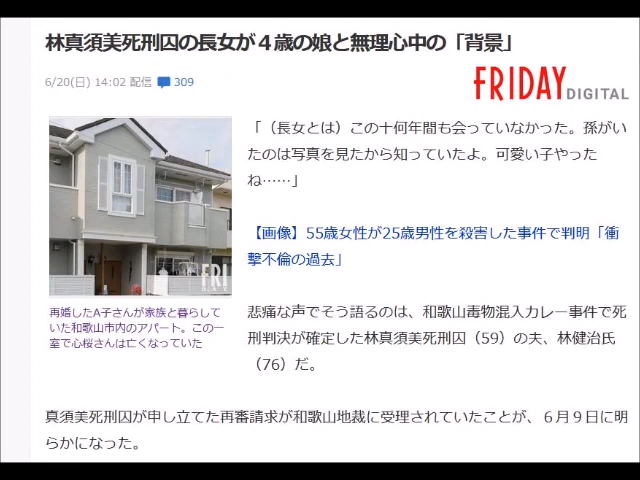 林真須美死刑囚の長女が４歳の娘と無理心中の「背景」
6/20(日) 14:02 配信 309
FRIDAY DIGITAL
「（長女とは）この十何年間も会っていなかった。孫がい
たのは写真を見たから知っていたよ。可愛い子やった
ね……」
【画像】55歳女性が25歳男性を殺害した事件で判明「衝
撃不倫の過去」
FRI
再婚したA子さんが家族と暮らして
いた和歌山市内のアパート。この一
室で心桜さんは亡くなっていた
悲痛な声でそう語るのは、和歌山毒物混入カレー事件で死
刑判決が確定した林真須美死刑囚（59）の夫、林健治氏
（76）だ。
真須美死刑囚が申し立てた再審請求が和歌山地裁に受理されていたことが、６月９日に明
らかになった。